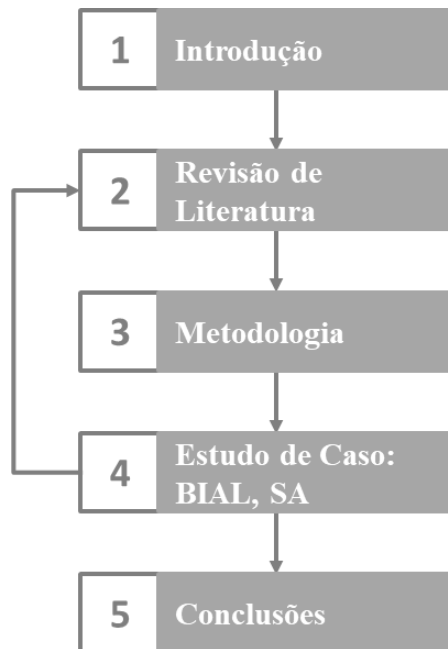 1 Introdução
2 Revisão de
Literatura
3 Metodologia
4 Estudo de Caso:
BIAL, SA
5 Conclusões